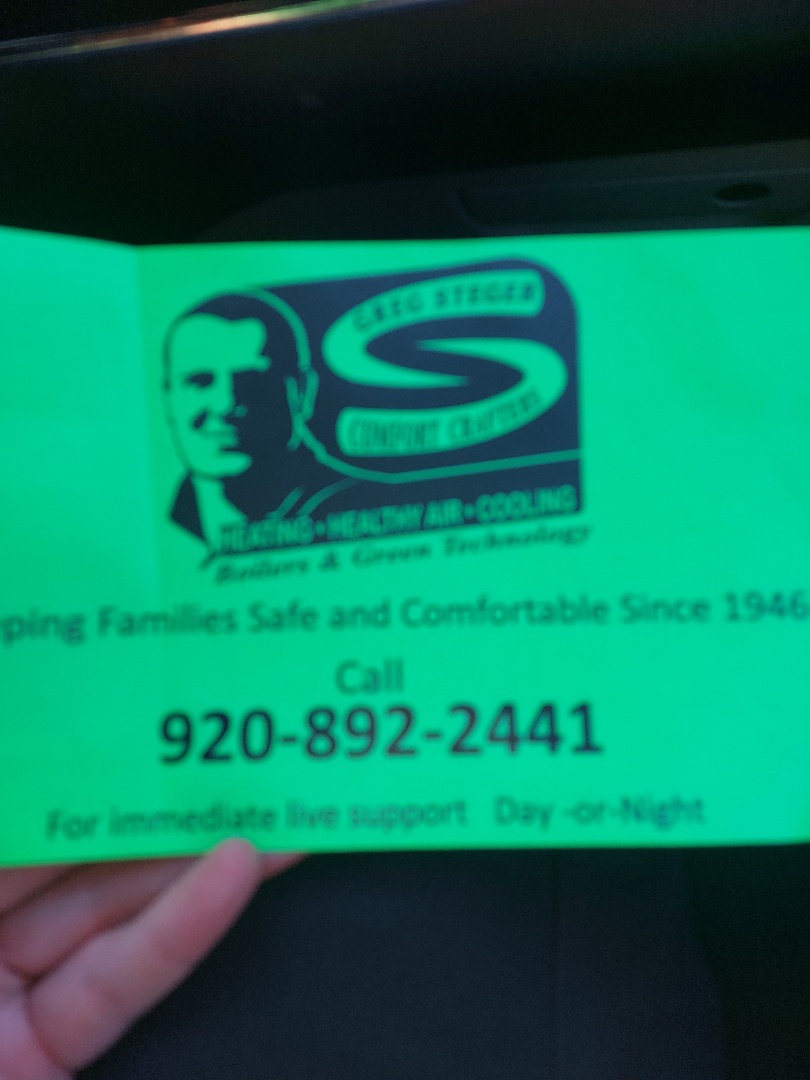 GREG STEGER
COMFORT CRAFTERS
HEATING • HEALTHY AIR • COOLING
Boilers & Green Technology
ping Families Safe and Comfortable Since 1946
Call
920-892-2441
For immediate live support Day -or-Night